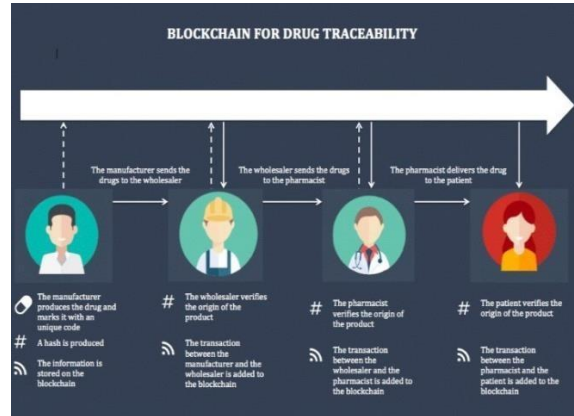 BLOCKCHAIN FOR DRUG TRACEABILITY
The manufacturer sends the
drugs to the wholesaler
The wholesaler sends the drugs
to the pharmacist
The pharmacist delivers the drug
to the patient
The manufacturer
produces the drug and
marks it with an
unique code
# A hash is produced
The information is
stored on the
blockchain
# The wholesaler verifies
the origin of the
product
The transaction
between the
manufacturer and the
wholesaler is added to
the blockchain
# The pharmacist
verifies the origin of
the product
The transaction
between the
wholesaler and the
pharmacist is added to
the blockchain
# The patient verifies the
origin of the product
The transaction
between the
pharmacist and the
patient is added to the
blockchain